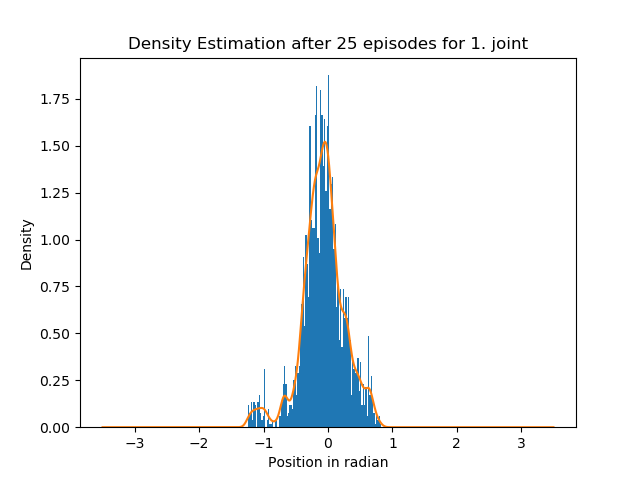 Density Estimation after 25 episodes for 1. joint
1.75
1.50
1.25
1.00
0.75
0.50
0.25
0.00
Density
−3 −2 −1 0 1 2 3
Position in radian